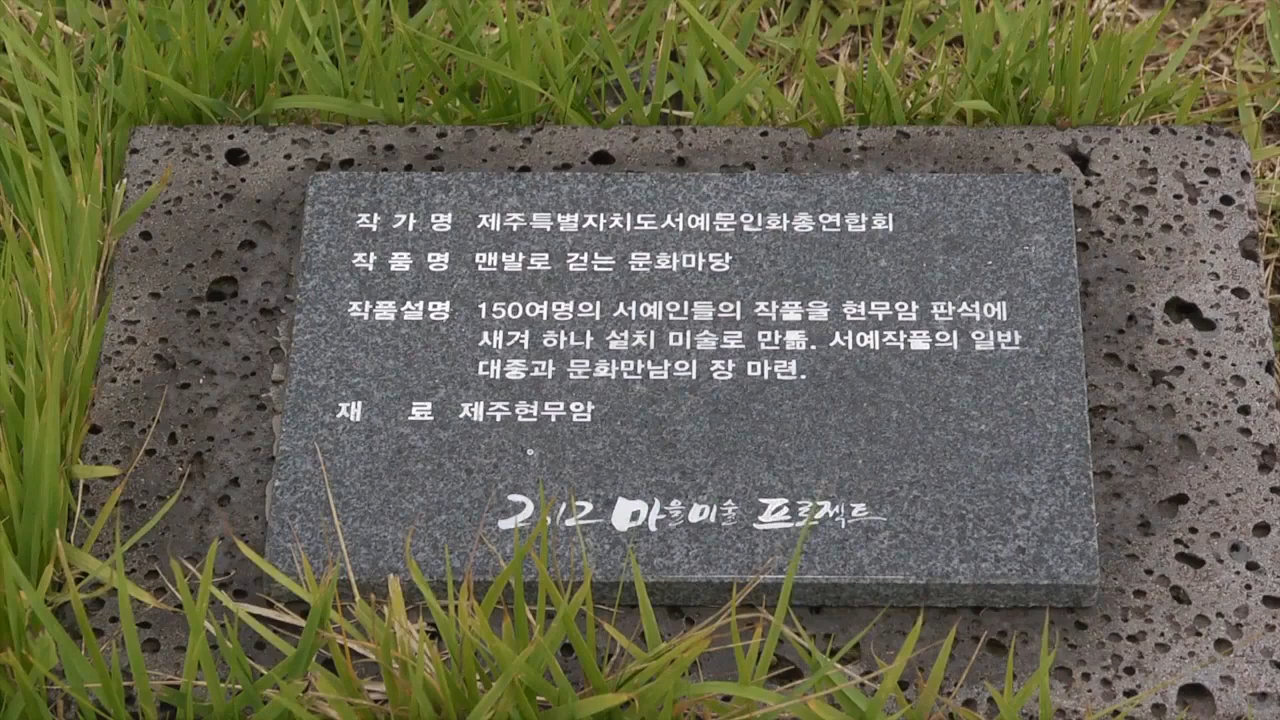 작 가 명 제주특별자치도서예문인화총연합회
작 품 명 맨발로 걷는 문화마당
작품설명 150여명의 서예인들의 작품을 현무암 판석에
새겨 하나 설치 미술로 만듦. 서예작품의 일반
대중과 문화만남의 장 마련.
재 료 제주현무암
2012 마을미술 프로젝트